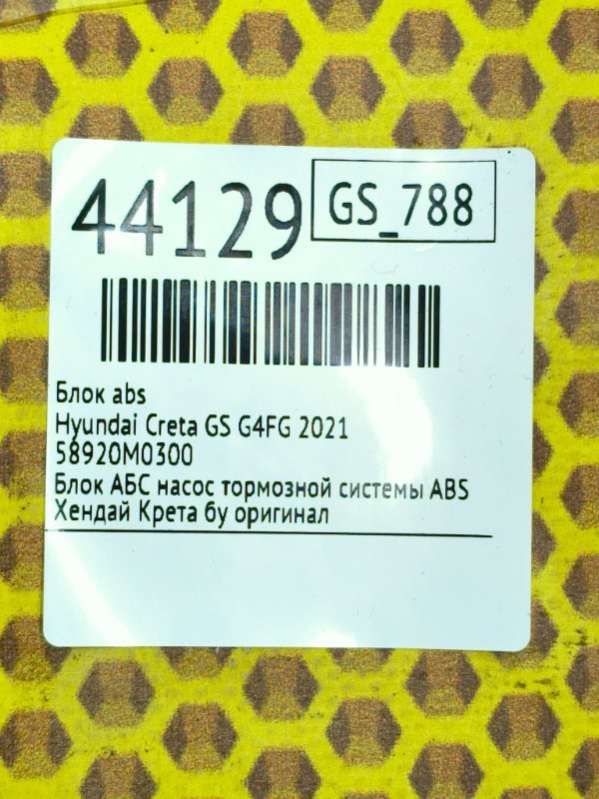 44129
GS_788
Блок abs
Hyundai Creta GS G4FG 2021
58920M0300
Блок АБС насос тормозной системы ABS
Хендай Крета бу оригинал